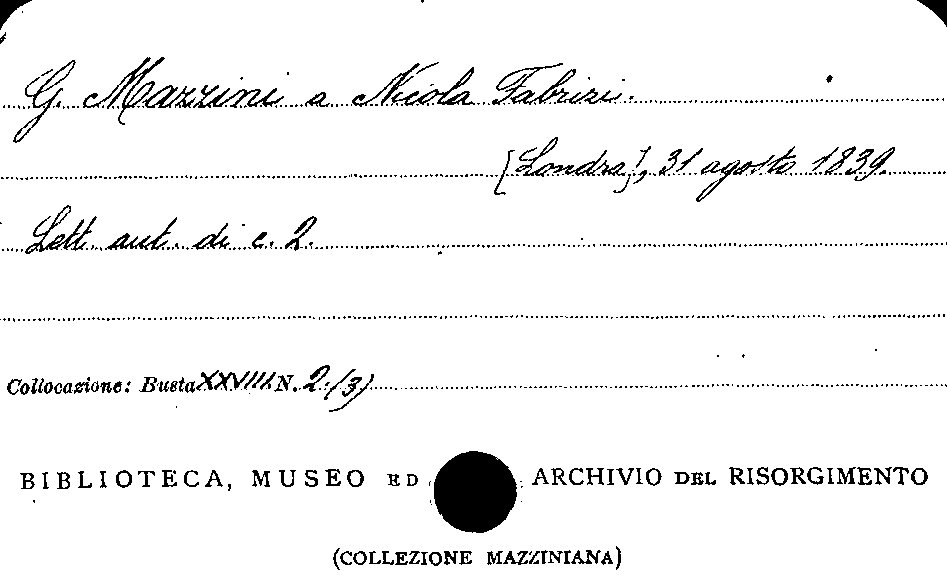 G. Mazzini a Nicola Fabrizi.
[Londra], 31 agosto 1839.
Lett. aut. di c. 2.
Collocazione: Busta XXVIII N. 2 (3)
BIBLIOTECA, MUSEO ED ARCHIVIO DEL RISORGIMENTO
(COLLEZIONE MAZZINIANA)